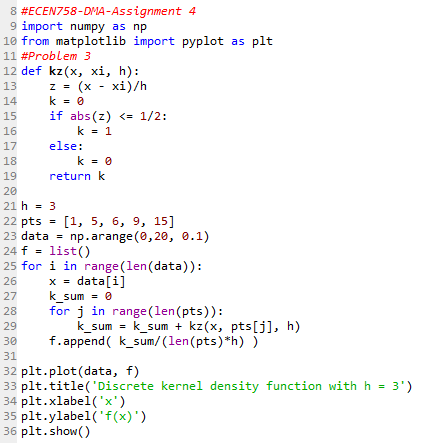 8 #ECEN758-DMA-Assignment 4
9 import numpy as np
10 from matplotlib import pyplot as plt
11 #Problem 3
12 def kz(x, xi, h):
13     z = (x - xi)/h
14     k = 0
15     if abs(z) <= 1/2:
16         k = 1
17     else:
18         k = 0
19     return k
20
21 h = 3
22 pts = [1, 5, 6, 9, 15]
23 data = np.arange(0,20, 0.1)
24 f = list()
25 for i in range(len(data)):
26     x = data[i]
27     k_sum = 0
28     for j in range(len(pts)):
29         k_sum = k_sum + kz(x, pts[j], h)
30     f.append( k_sum/(len(pts)*h) )
31
32 plt.plot(data, f)
33 plt.title('Discrete kernel density function with h = 3')
34 plt.xlabel('x')
35 plt.ylabel('f(x)')
36 plt.show()